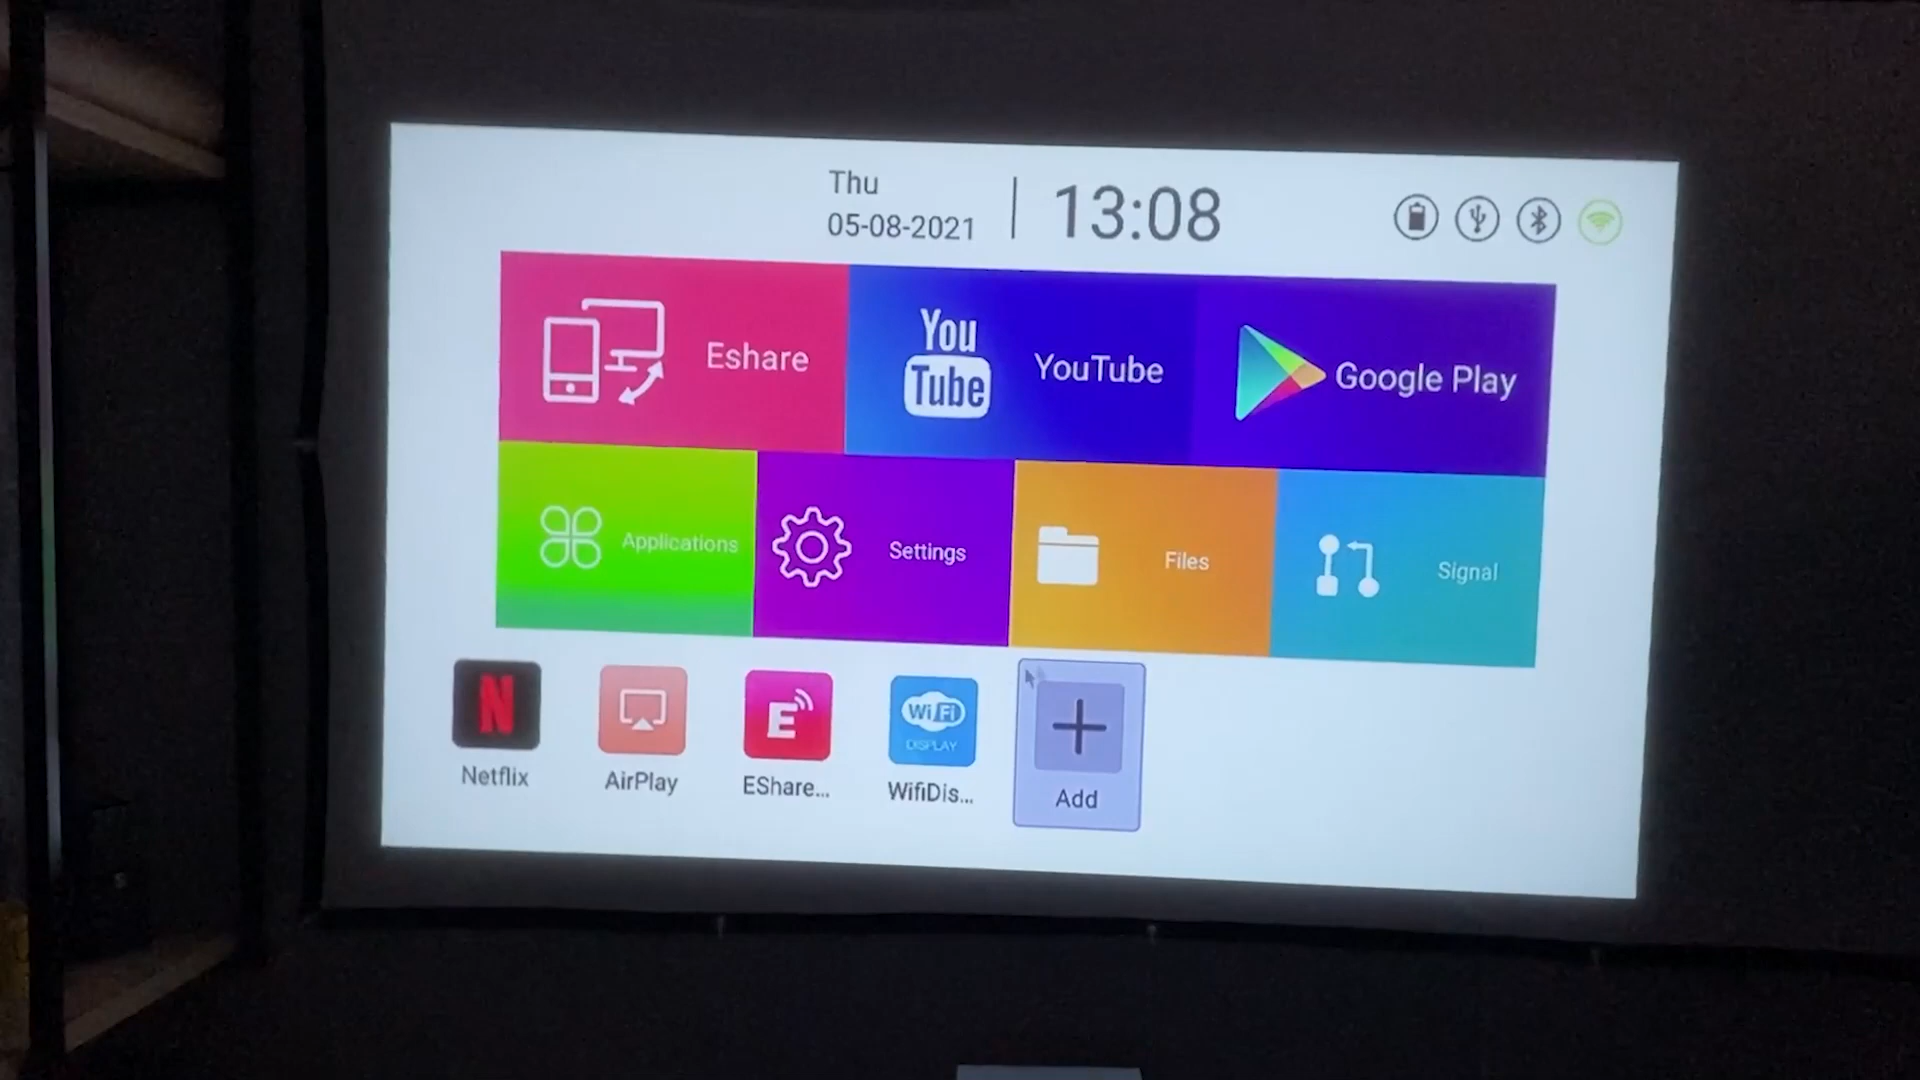 Thu
05-08-2021
13:08
Eshare
You
Tube
YouTube
Google Play
Applications
Settings
Files
Signal
N
Netflix
AirPlay
E
EShare...
WiFi
DISPLAY
WifiDis...
Add